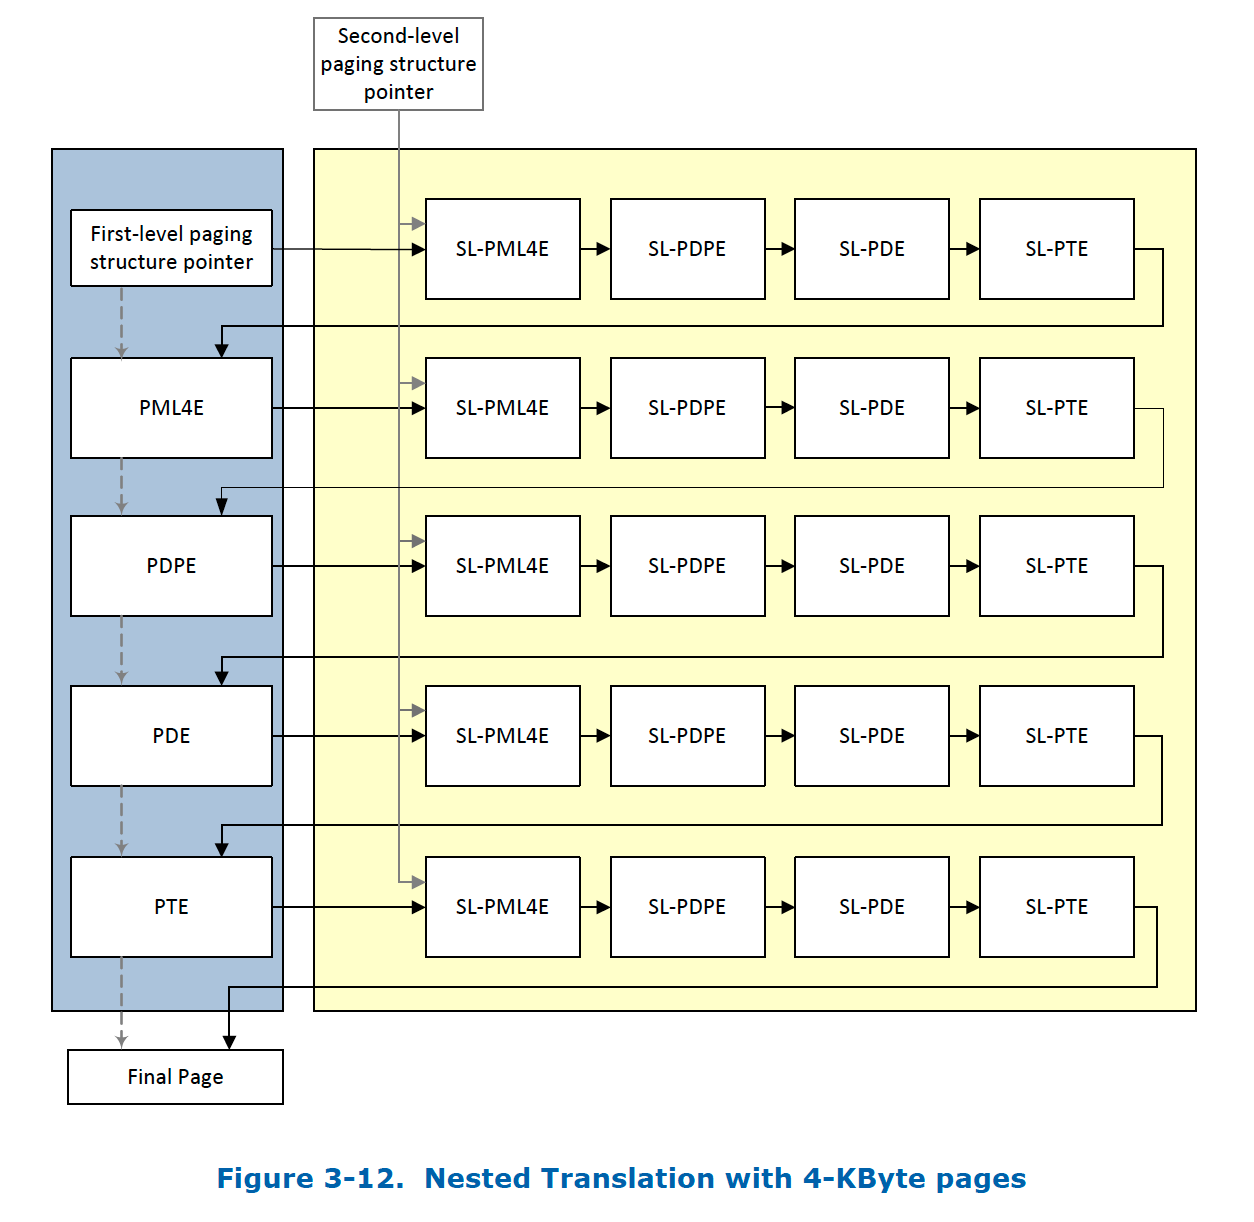 Second-level
paging structure
pointer
First-level paging
structure pointer
SL-PML4E
SL-PDPE
SL-PDE
SL-PTE
PML4E
SL-PML4E
SL-PDPE
SL-PDE
SL-PTE
PDPE
SL-PML4E
SL-PDPE
SL-PDE
SL-PTE
PDE
SL-PML4E
SL-PDPE
SL-PDE
SL-PTE
PTE
SL-PML4E
SL-PDPE
SL-PDE
SL-PTE
Final Page
Figure 3-12. Nested Translation with 4-KByte pages